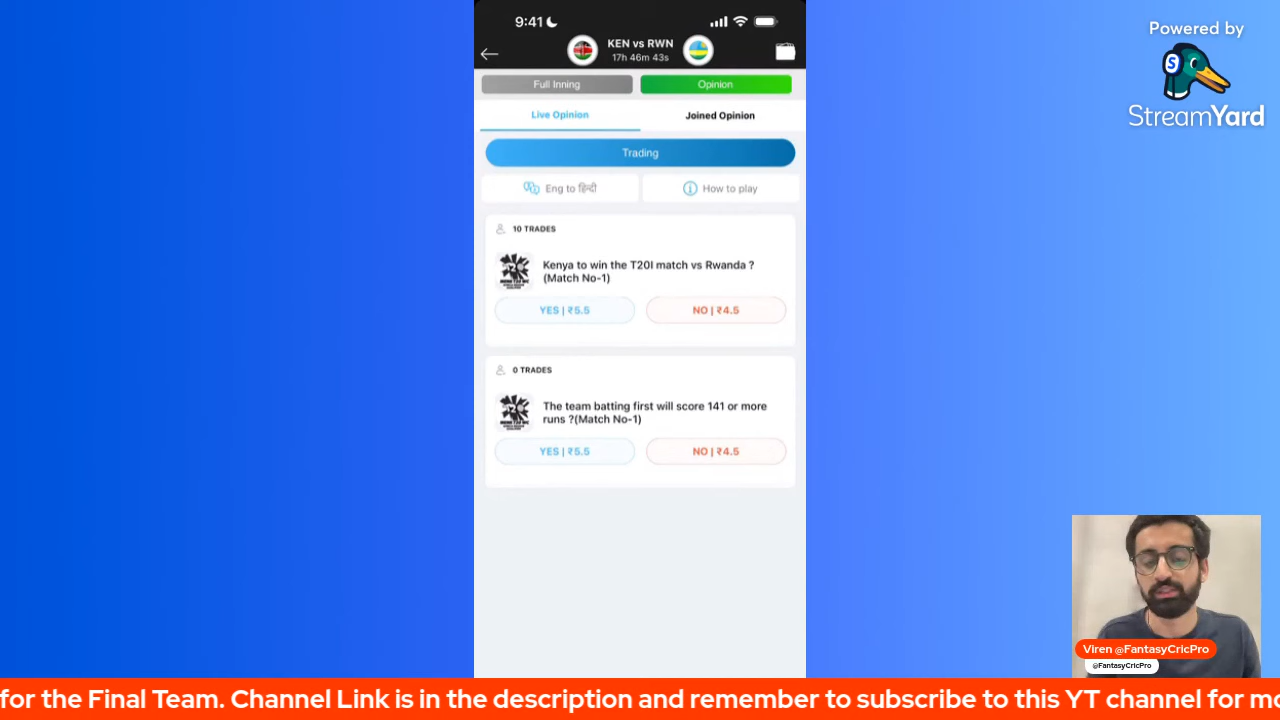 9:41
KEN vs RWN
17h 46m 43s
Full Inning
Opinion
Live Opinion
Joined Opinion
Trading
Eng to हिन्दी
How to play
10 TRADES
Kenya to win the T20I match vs Rwanda ?
(Match No-1)
YES | ₹5.5
NO | ₹4.5
0 TRADES
The team batting first will score 141 or more
runs ?(Match No-1)
YES | ₹5.5
NO | ₹4.5
Powered by
S
StreamYard
Viren @FantasyCricPro
@FantasyCricPro
for the Final Team. Channel Link is in the description and remember to subscribe to this YT channel for mo